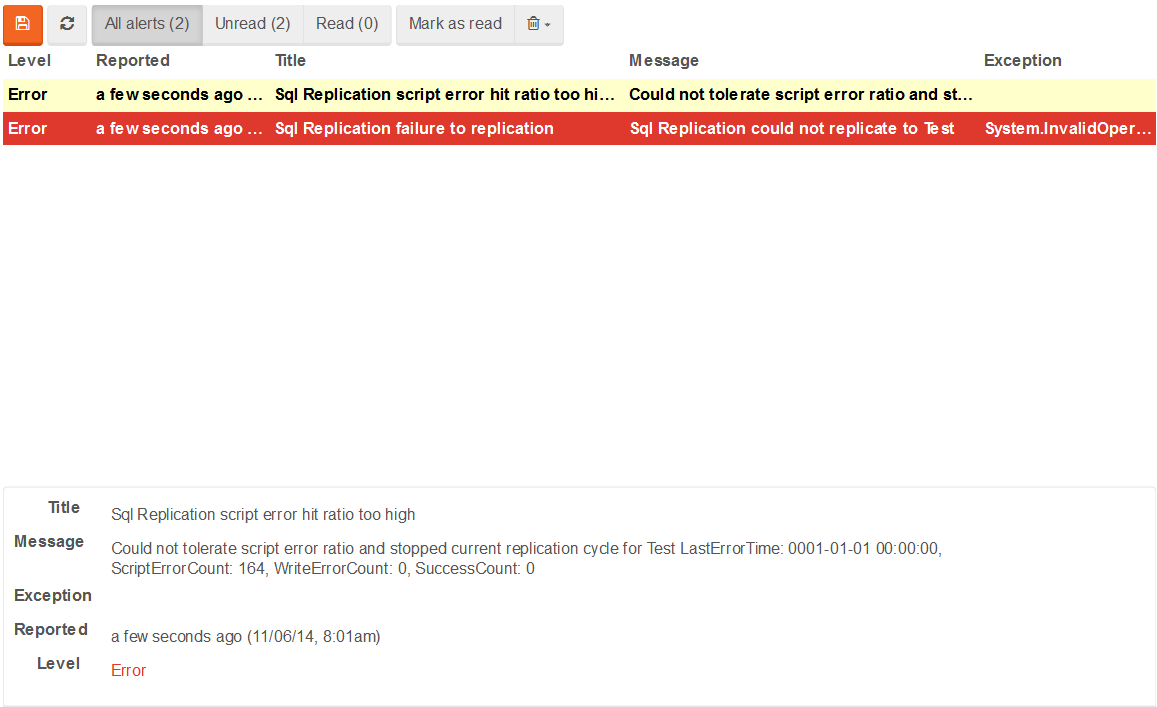 All alerts (2) Unread (2) Read (0) Mark as read
Level Reported Title Message Exception
Error a few seconds ago ... Sql Replication script error hit ratio too hi... Could not tolerate script error ratio and st...
Error a few seconds ago ... Sql Replication failure to replication Sql Replication could not replicate to Test System.InvalidOper...
Title Sql Replication script error hit ratio too high
Message Could not tolerate script error ratio and stopped current replication cycle for Test LastErrorTime: 0001-01-01 00:00:00,
ScriptErrorCount: 164, WriteErrorCount: 0, SuccessCount: 0
Exception
Reported a few seconds ago (11/06/14, 8:01am)
Level Error